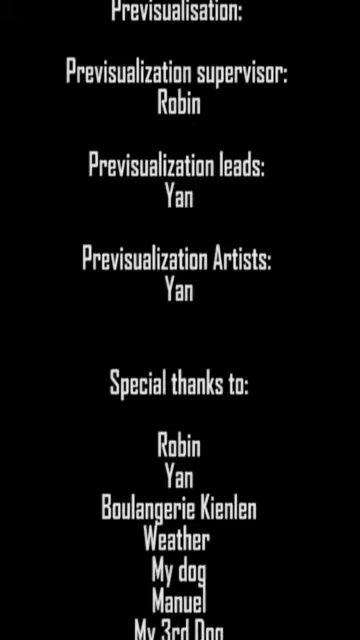 Previsualisation:
Previsualization supervisor:
Robin
Previsualization leads:
Yan
Previsualization Artists:
Yan
Special thanks to:
Robin
Yan
Boulangerie Kienlen
Weather
My dog
Manuel
My 3rd Dog